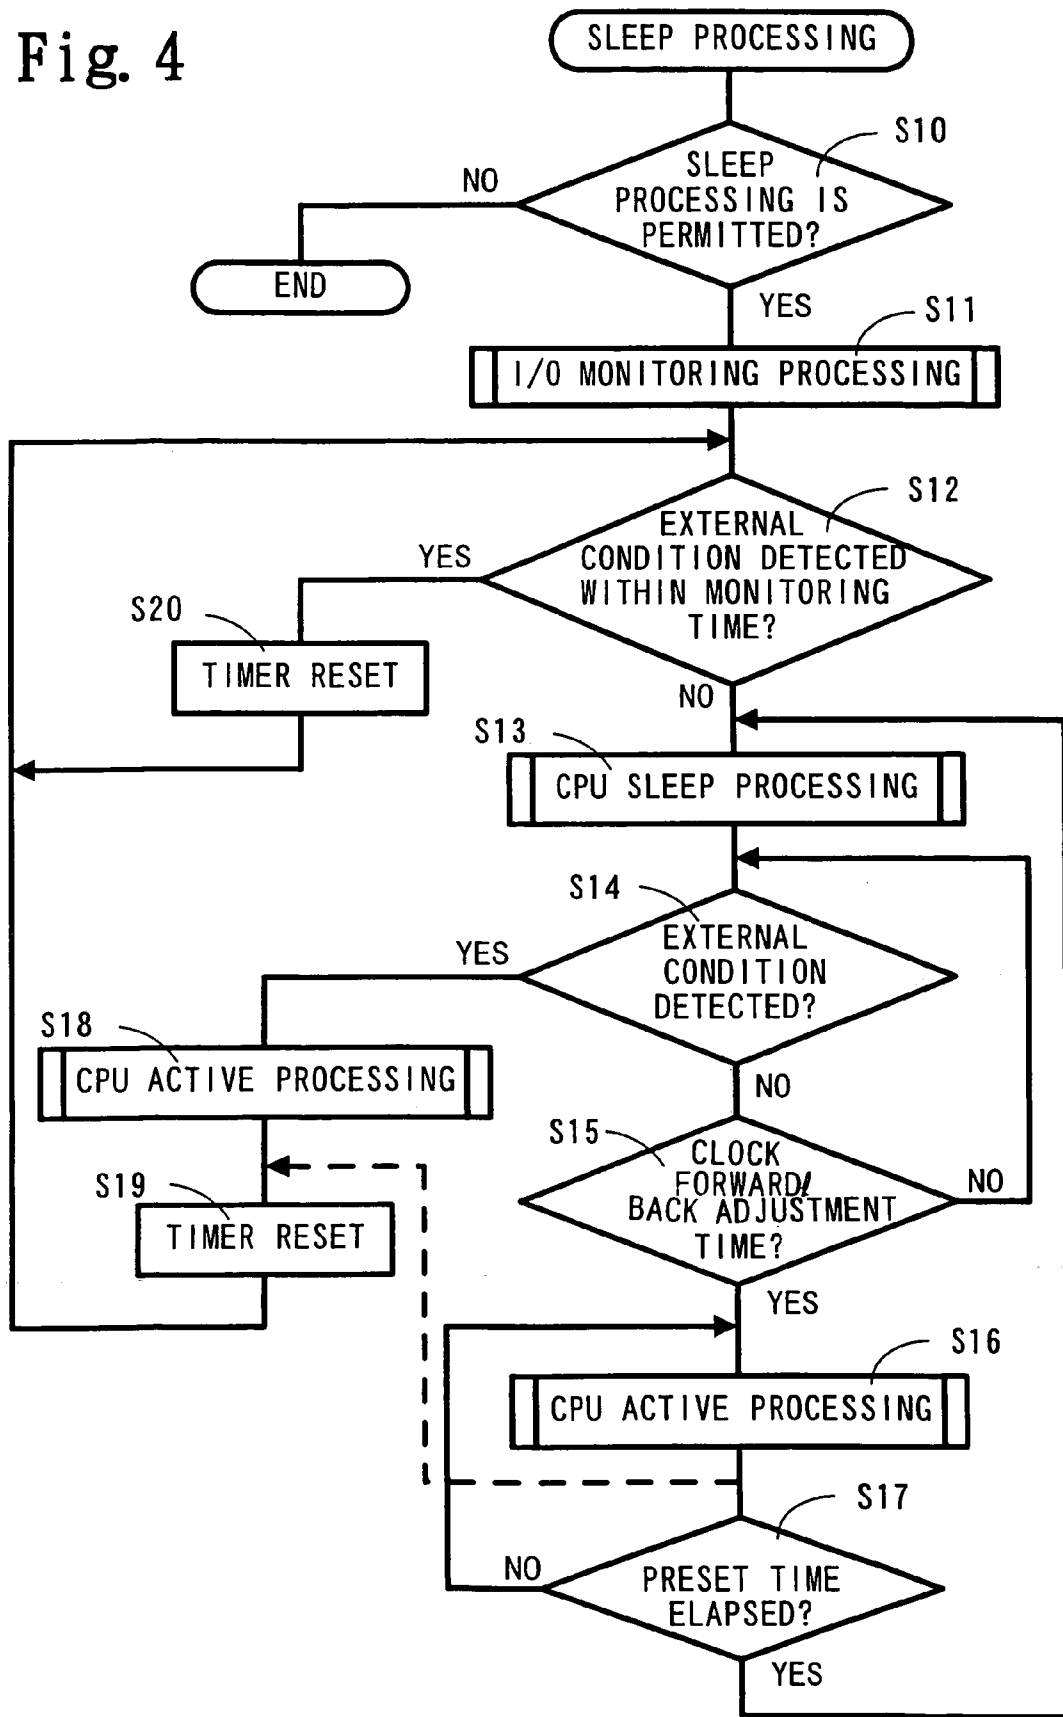 Fig. 4
SLEEP PROCESSING
S10
SLEEP
PROCESSING IS
PERMITTED?
NO
END
YES
S11
I/O MONITORING PROCESSING
S12
EXTERNAL
CONDITION DETECTED
WITHIN MONITORING
TIME?
YES
S20
TIMER RESET
NO
S13
CPU SLEEP PROCESSING
S14
EXTERNAL
CONDITION
DETECTED?
YES
S18
CPU ACTIVE PROCESSING
NO
S15
CLOCK
FORWARD/
BACK ADJUSTMENT
TIME?
NO
S19
TIMER RESET
YES
S16
CPU ACTIVE PROCESSING
S17
PRESET TIME
ELAPSED?
NO
YES